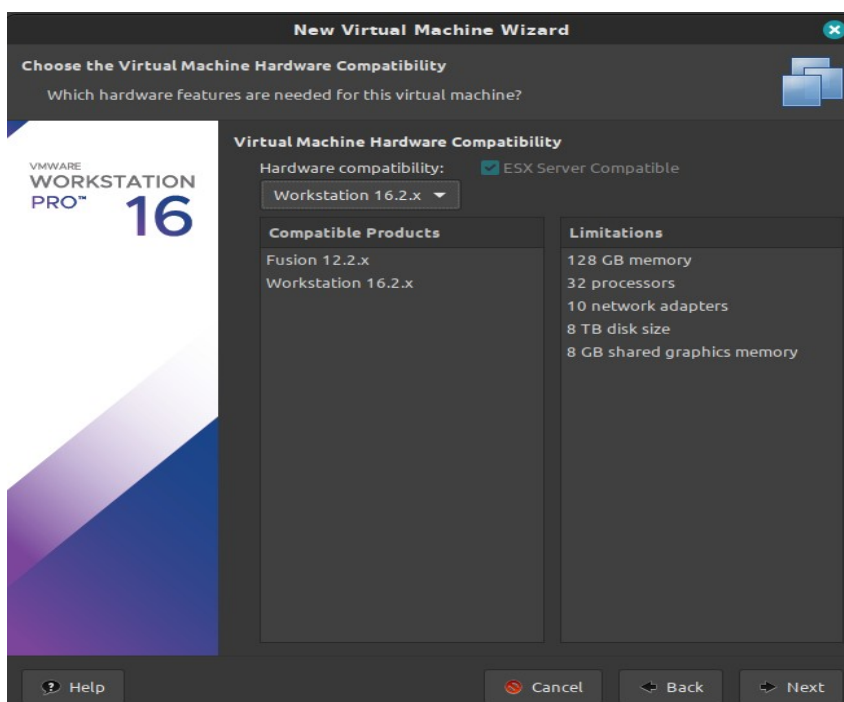 New Virtual Machine Wizard
Choose the Virtual Machine Hardware Compatibility
Which hardware features are needed for this virtual machine?
VMWARE
WORKSTATION
PRO™ 16
Virtual Machine Hardware Compatibility
Hardware compatibility: ESX Server Compatible
Workstation 16.2.x
Compatible Products
Fusion 12.2.x
Workstation 16.2.x
Limitations
128 GB memory
32 processors
10 network adapters
8 TB disk size
8 GB shared graphics memory
Help Cancel Back Next